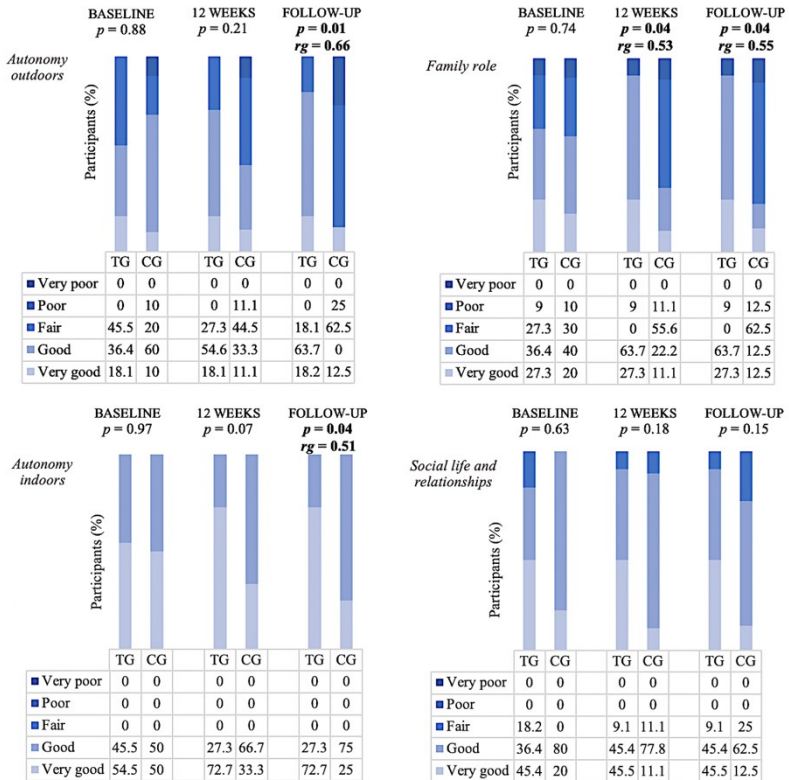 BASELINE 12 WEEKS FOLLOW-UP
p = 0.88 p = 0.21 p = 0.01
rg = 0.66
Autonomy
outdoors
Participants (%)
TG CG TG CG TG CG
Very poor 0 0 0 0 0 0
Poor 0 10 0 11.1 0 25
Fair 45.5 20 27.3 44.5 18.1 62.5
Good 36.4 60 54.6 33.3 63.7 0
Very good 18.1 10 18.1 11.1 18.2 12.5
BASELINE 12 WEEKS FOLLOW-UP
p = 0.74 p = 0.04 p = 0.04
rg = 0.53 rg = 0.55
Family role
Participants (%)
TG CG TG CG TG CG
Very poor 0 0 0 0 0 0
Poor 9 10 9 11.1 9 12.5
Fair 27.3 30 0 55.6 0 62.5
Good 36.4 40 63.7 22.2 63.7 12.5
Very good 27.3 20 27.3 11.1 27.3 12.5
BASELINE 12 WEEKS FOLLOW-UP
p = 0.97 p = 0.07 p = 0.04
rg = 0.51
Autonomy
indoors
Participants (%)
TG CG TG CG TG CG
Very poor 0 0 0 0 0 0
Poor 0 0 0 0 0 0
Fair 0 0 0 0 0 0
Good 45.5 50 27.3 66.7 27.3 75
Very good 54.5 50 72.7 33.3 72.7 25
BASELINE 12 WEEKS FOLLOW-UP
p = 0.63 p = 0.18 p = 0.15
Social life and
relationships
Participants (%)
TG CG TG CG TG CG
Very poor 0 0 0 0 0 0
Poor 0 0 0 0 0 0
Fair 18.2 0 9.1 11.1 9.1 25
Good 36.4 80 45.4 77.8 45.4 62.5
Very good 45.4 20 45.5 11.1 45.5 12.5